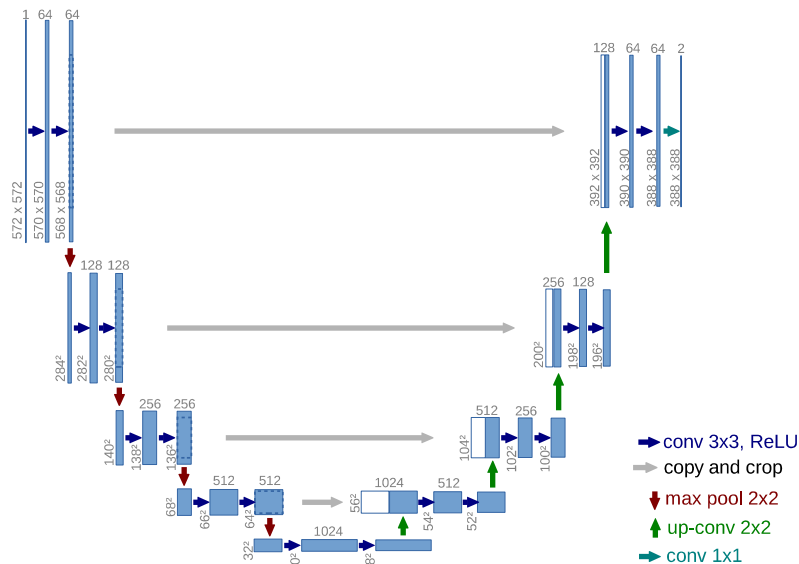 1 64 64
128 64 64 2
572 x 572
570 x 570
568 x 568
392 x 392
390 x 390
388 x 388
388 x 388
128 128
256 128
284²
282²
280²
200²
198²
196²
256 256
512 256
140²
138²
136²
104²
102²
100²
conv 3x3, ReLU
copy and crop
max pool 2x2
up-conv 2x2
conv 1x1
512 512
1024 512
68²
66²
64²
56²
54²
52²
1024
32²
0²
8²